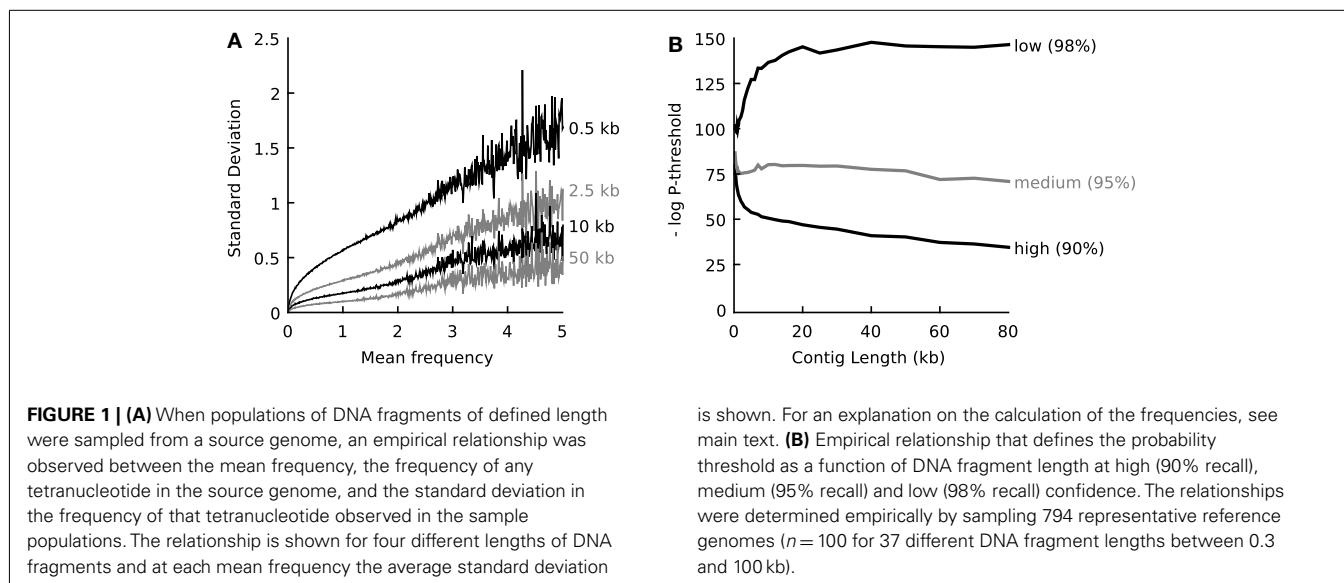 A
2.5
2
1.5
1
0.5
0
0
1
2
3
4
5
Standard Deviation
Mean frequency
0.5 kb
2.5 kb
10 kb
50 kb
B
150
125
100
75
50
25
0
0
20
40
60
80
- log P-threshold
Contig Length (kb)
low (98%)
medium (95%)
high (90%)
FIGURE 1 | (A) When populations of DNA fragments of defined length
were sampled from a source genome, an empirical relationship was
observed between the mean frequency, the frequency of any
tetranucleotide in the source genome, and the standard deviation in
the frequency of that tetranucleotide observed in the sample
populations. The relationship is shown for four different lengths of DNA
fragments and at each mean frequency the average standard deviation
is shown. For an explanation on the calculation of the frequencies, see
main text. (B) Empirical relationship that defines the probability
threshold as a function of DNA fragment length at high (90% recall),
medium (95% recall) and low (98% recall) confidence. The relationships
were determined empirically by sampling 794 representative reference
genomes (n = 100 for 37 different DNA fragment lengths between 0.3
and 100 kb).